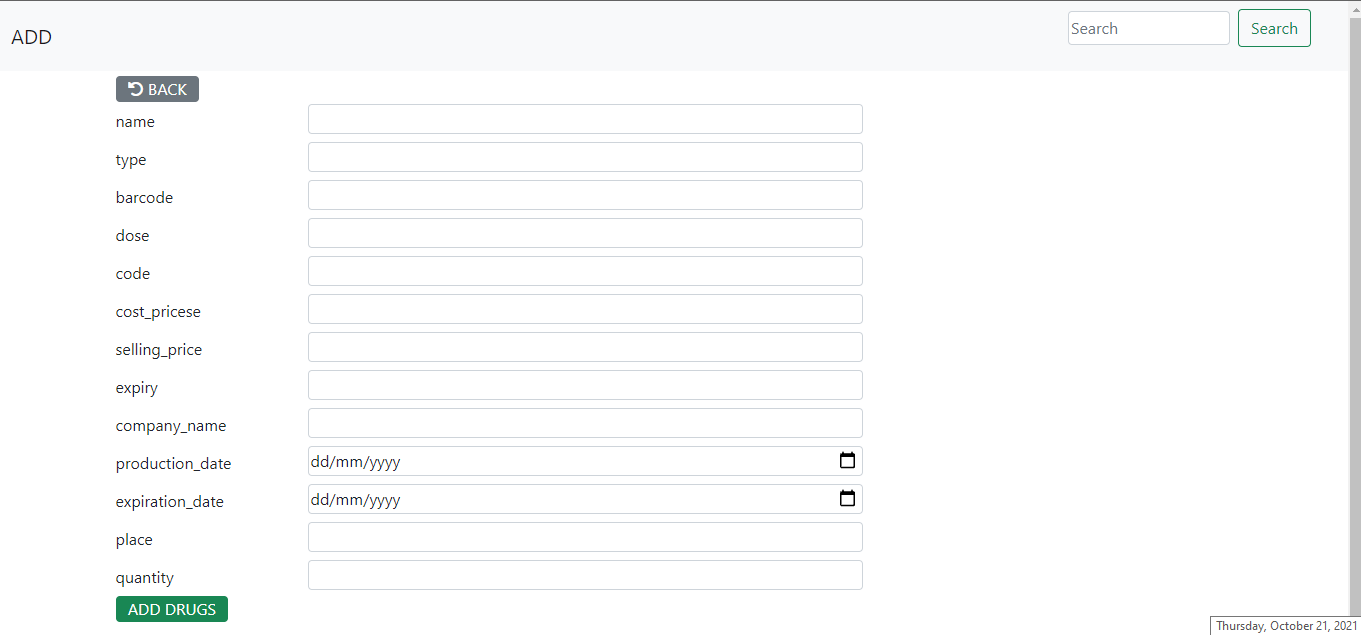 ADD
Search Search
BACK
name
type
barcode
dose
code
cost_pricese
selling_price
expiry
company_name
production_date dd/mm/yyyy
expiration_date dd/mm/yyyy
place
quantity
ADD DRUGS
Thursday, October 21, 2021